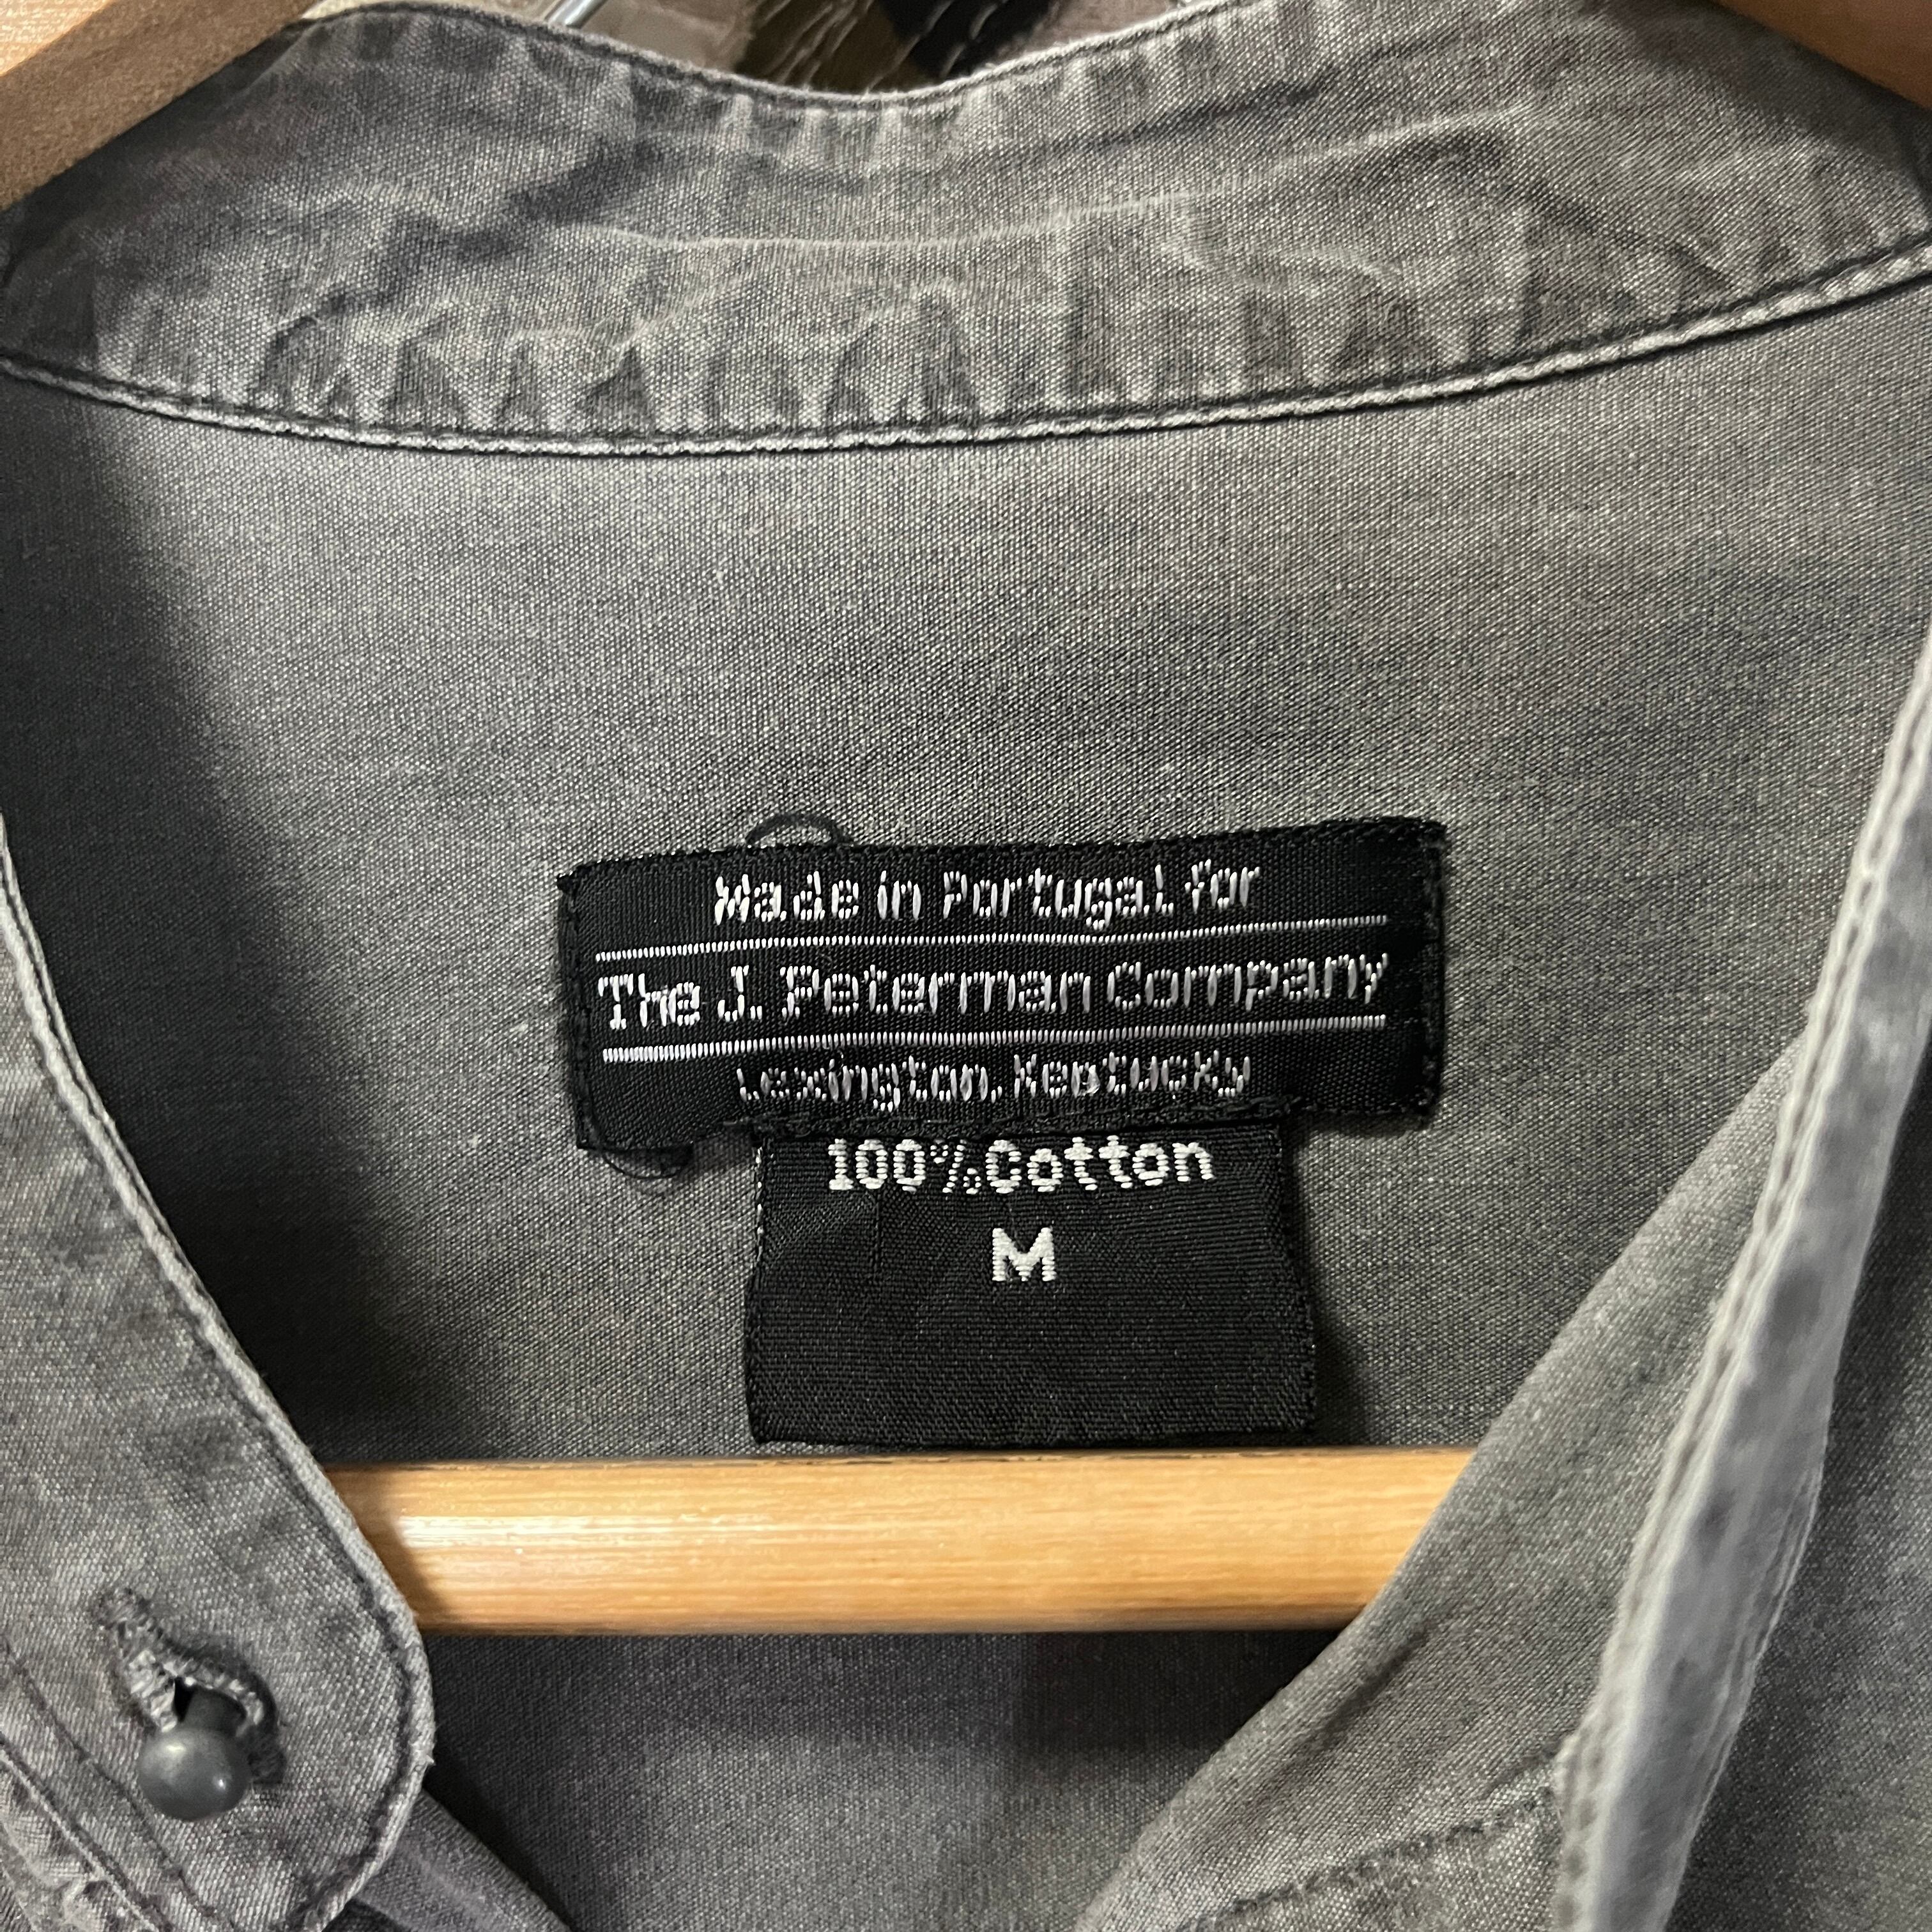 Made in Portugal for
The J. Peterman Company
Lexington, Kentucky
100%Cotton
M